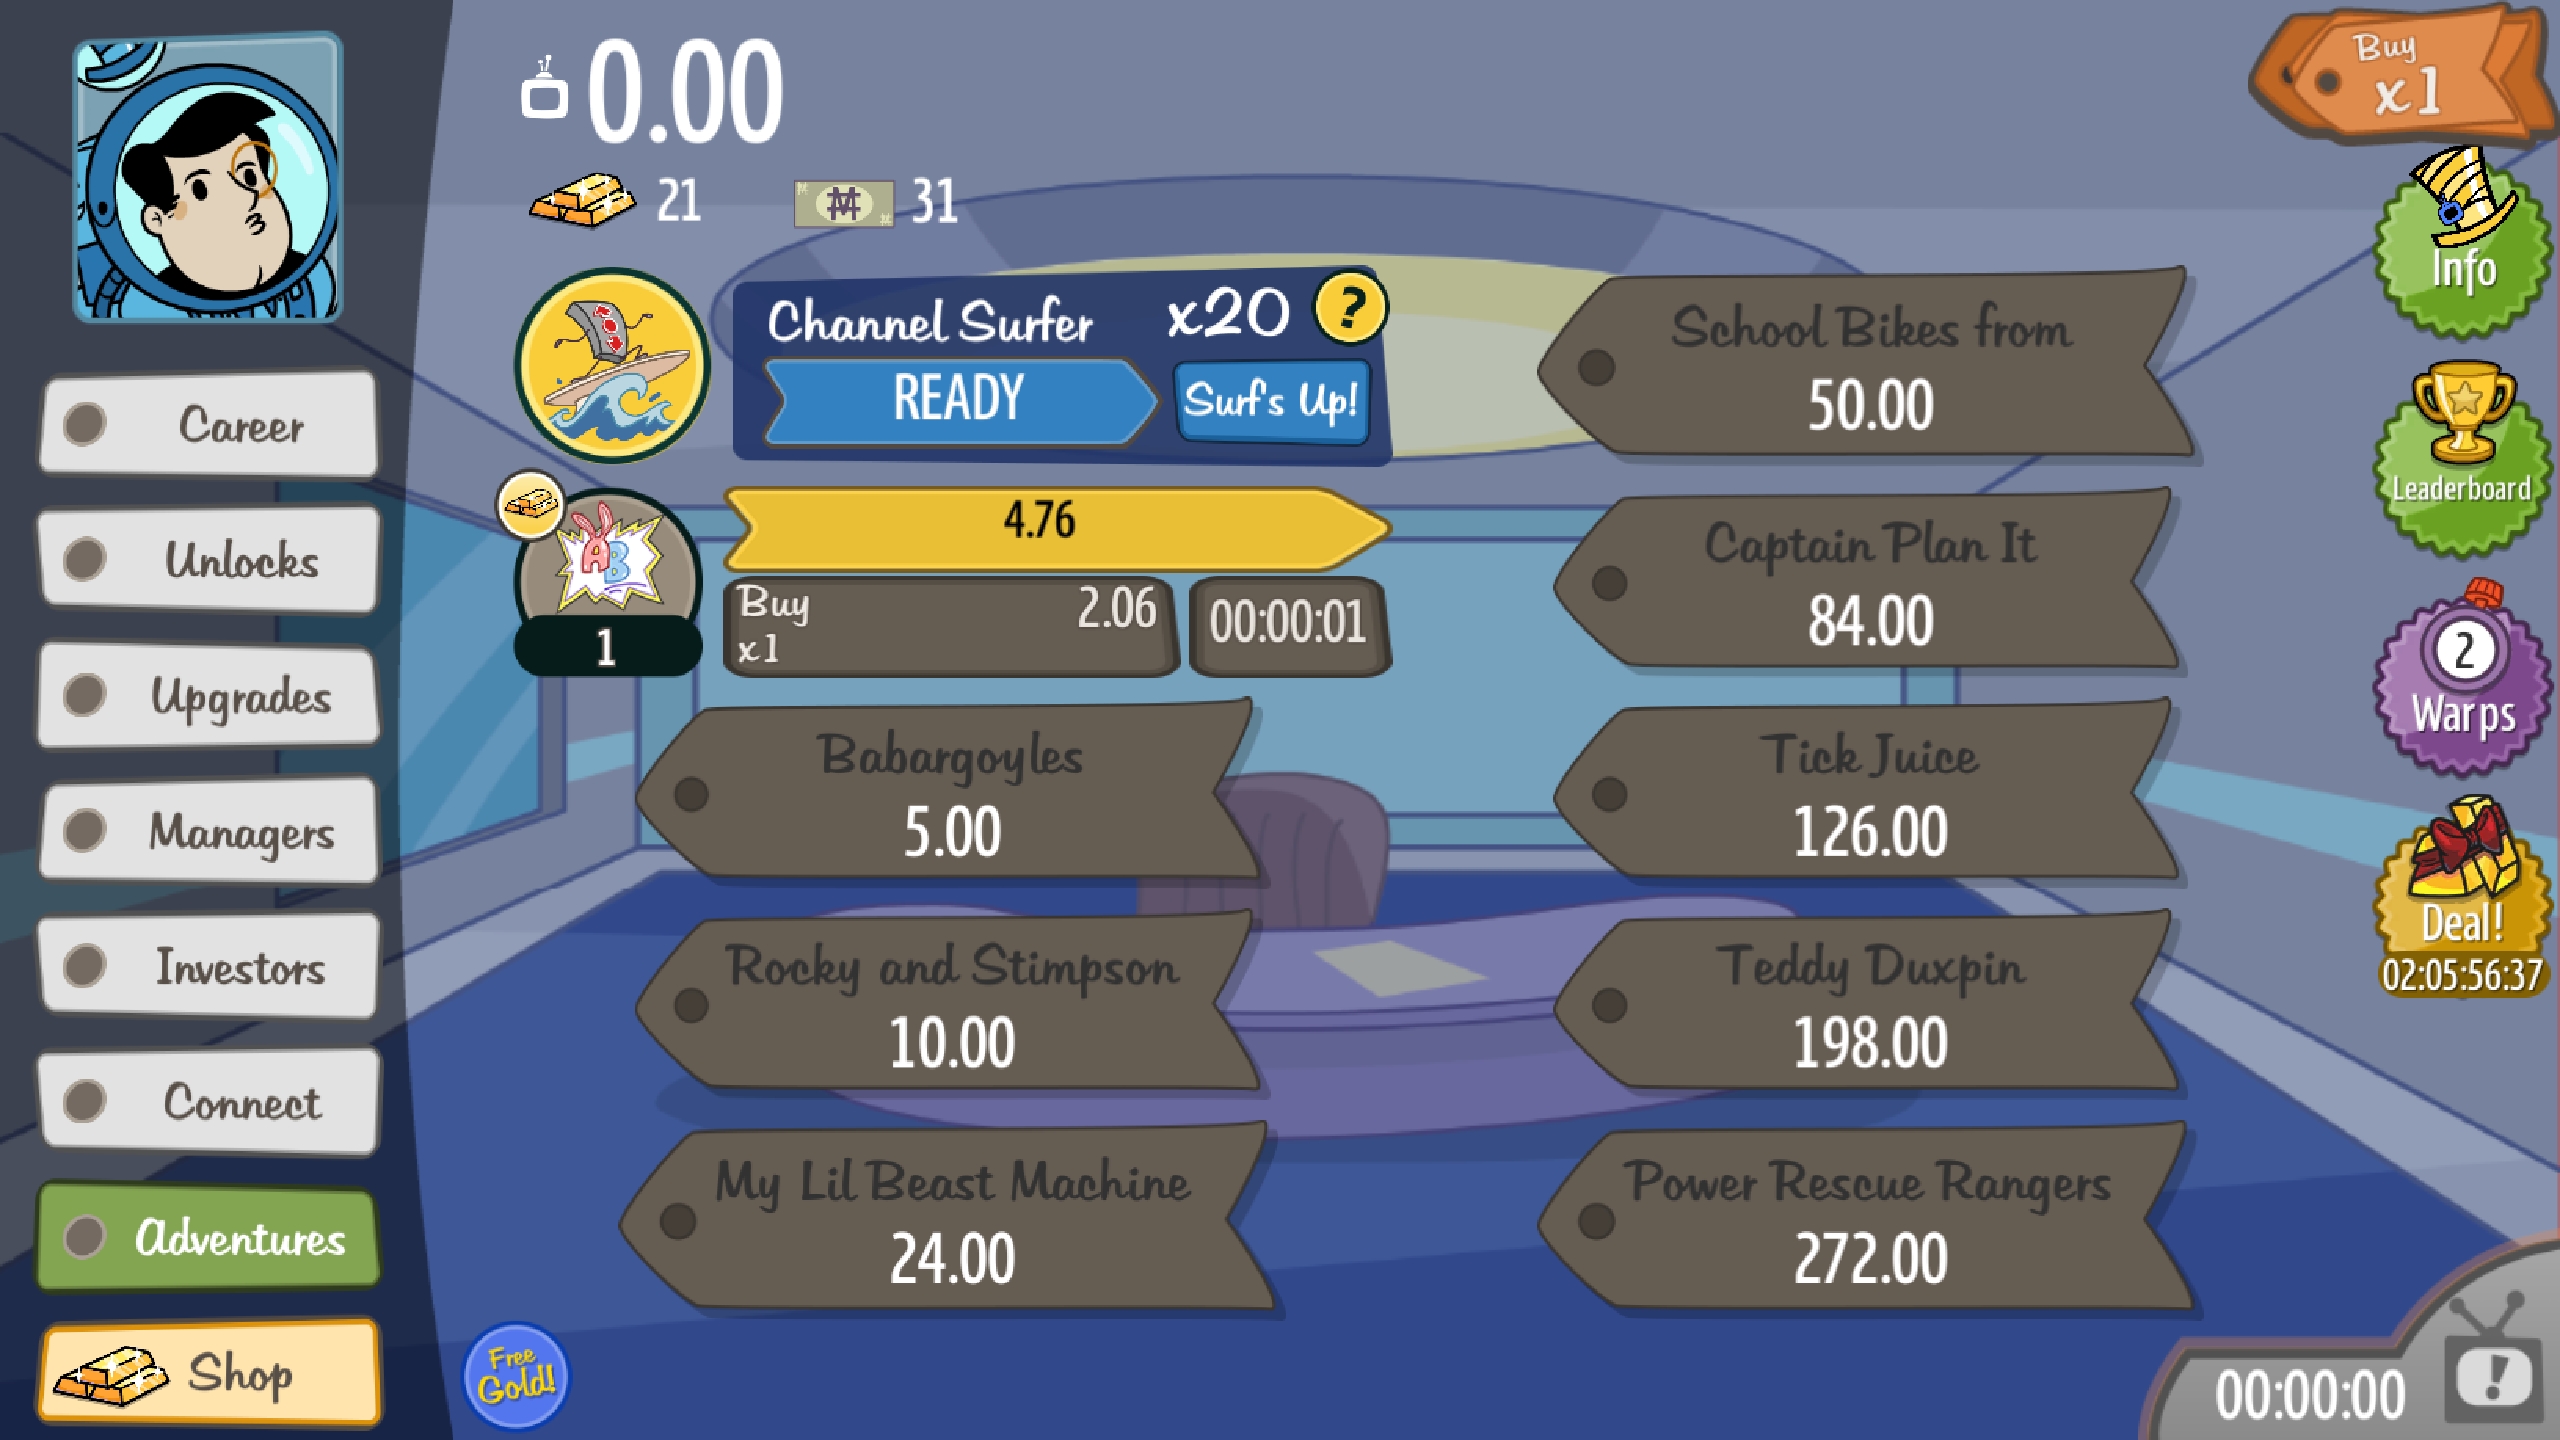 0.00
Buy
x1
21
31
Info
Channel Surfer
x20
?
READY
Surf's Up!
School Bikes from
50.00
Career
Leaderboard
AB
4.76
Captain Plan It
84.00
Unlocks
Buy
x1
2.06
00:00:01
1
2
Warps
Upgrades
Babargoyles
5.00
Tick Juice
126.00
Managers
Deal!
02:05:56:37
Investors
Rocky and Stimpson
10.00
Teddy Duxpin
198.00
Connect
My Lil Beast Machine
24.00
Power Rescue Rangers
272.00
Adventures
Shop
Free
Gold!
00:00:00
!